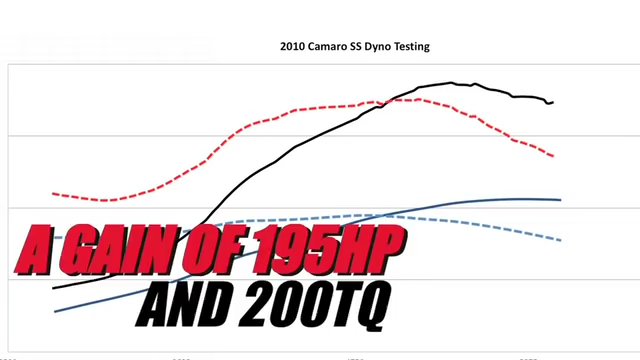 2010 Camaro SS Dyno Testing
A GAIN OF 195HP
AND 200TQ